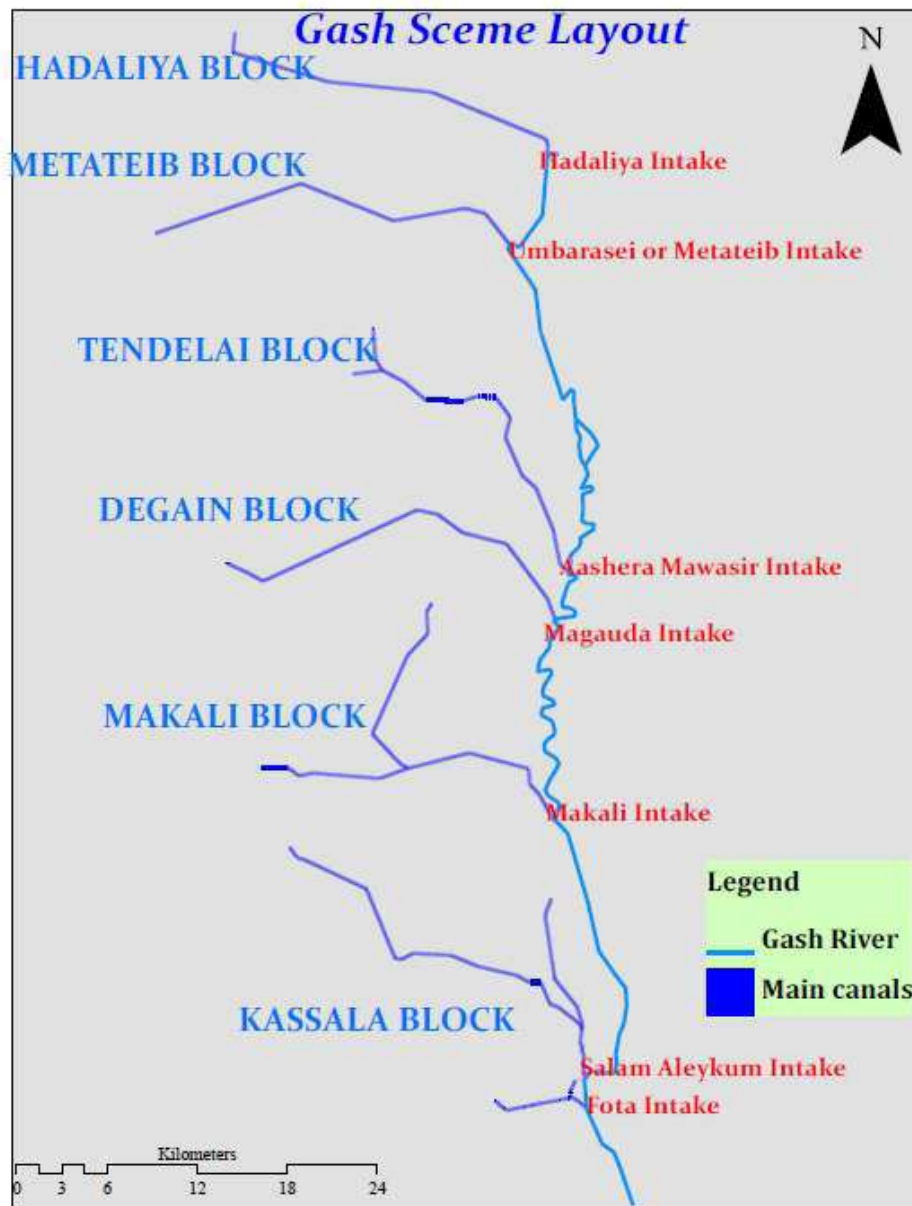 Gash Sceme Layout
N
HADALIYA BLOCK
METATEIB BLOCK
Hadaliya Intake
Umbarasei or Metateib Intake
TENDELAI BLOCK
DEGAIN BLOCK
Aashera Mawasir Intake
Magauda Intake
MAKALI BLOCK
Makali Intake
Legend
Gash River
Main canals
KASSALA BLOCK
Salam Aleykum Intake
Fota Intake
Kilometers
0 3 6 12 18 24